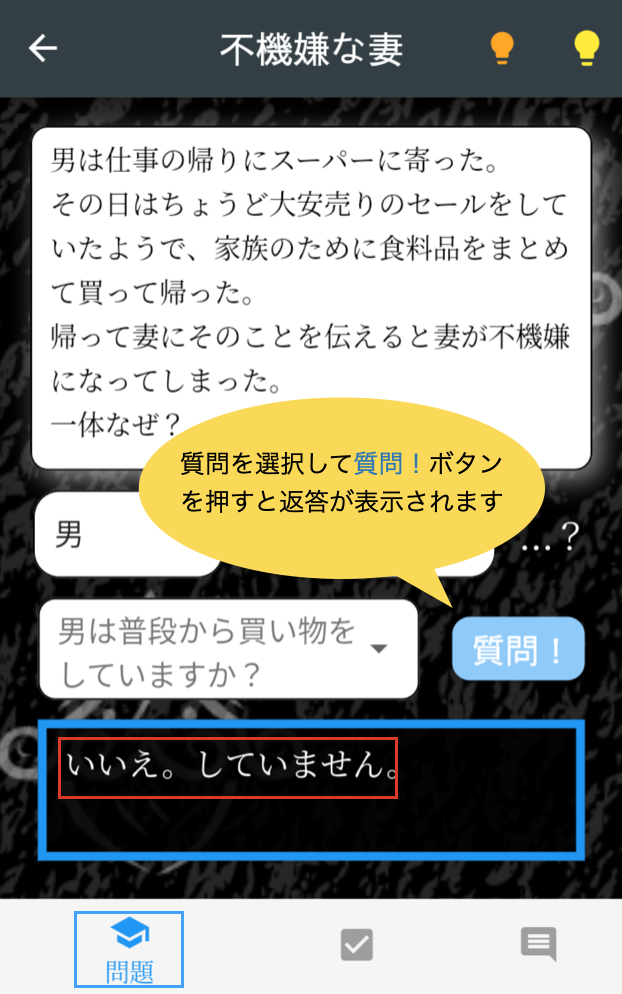 不機嫌な妻
男は仕事の帰りにスーパーに寄った。
その日はちょうど大安売りのセールをして
いたようで、家族のために食料品をまとめ
て買って帰った。
帰って妻にそのことを伝えると妻が不機嫌
になってしまった。
一体なぜ？
質問を選択して質問！ボタン
を押すと返答が表示されます
男
…？
男は普段から買い物を
していますか？
質問！
いいえ。していません。
問題